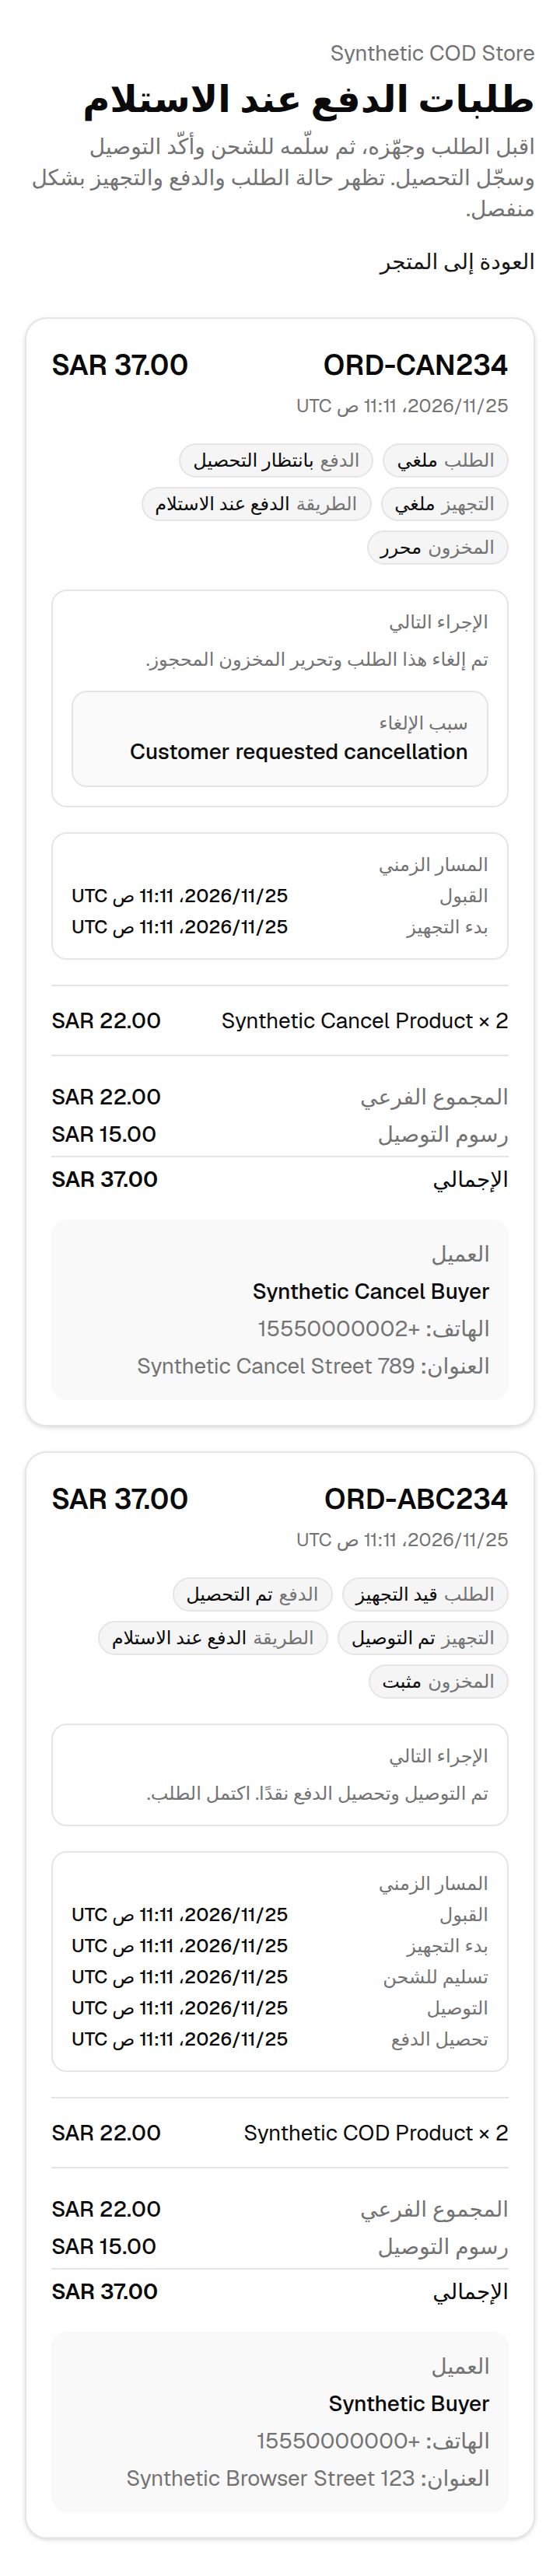 Synthetic COD Store
طلبات الدفع عند الاستلام
اقبل الطلب وجهّزه، ثم سلّمه للشحن وأكّد التوصيل
وسجّل التحصيل. تظهر حالة الطلب والدفع والتجهيز بشكل
منفصل.
العودة إلى المتجر
ORD-CAN234 SAR 37.00
2026/11/25، 11:11 ص UTC
الطلب ملغي الدفع بانتظار التحصيل
التجهيز ملغي الطريقة الدفع عند الاستلام
المخزون محرر
الإجراء التالي
تم إلغاء هذا الطلب وتحرير المخزون المحجوز.
سبب الإلغاء
Customer requested cancellation
المسار الزمني
القبول 2026/11/25، 11:11 ص UTC
بدء التجهيز 2026/11/25، 11:11 ص UTC
Synthetic Cancel Product × 2 SAR 22.00
المجموع الفرعي SAR 22.00
رسوم التوصيل SAR 15.00
الإجمالي SAR 37.00
العميل
Synthetic Cancel Buyer
الهاتف: +15550000002
العنوان: 789 Synthetic Cancel Street
ORD-ABC234 SAR 37.00
2026/11/25، 11:11 ص UTC
الطلب قيد التجهيز الدفع تم التحصيل
التجهيز تم التوصيل الطريقة الدفع عند الاستلام
المخزون مثبت
الإجراء التالي
تم التوصيل وتحصيل الدفع نقدًا. اكتمل الطلب.
المسار الزمني
القبول 2026/11/25، 11:11 ص UTC
بدء التجهيز 2026/11/25، 11:11 ص UTC
تسليم للشحن 2026/11/25، 11:11 ص UTC
التوصيل 2026/11/25، 11:11 ص UTC
تحصيل الدفع 2026/11/25، 11:11 ص UTC
Synthetic COD Product × 2 SAR 22.00
المجموع الفرعي SAR 22.00
رسوم التوصيل SAR 15.00
الإجمالي SAR 37.00
العميل
Synthetic Buyer
الهاتف: +15550000000
العنوان: 123 Synthetic Browser Street